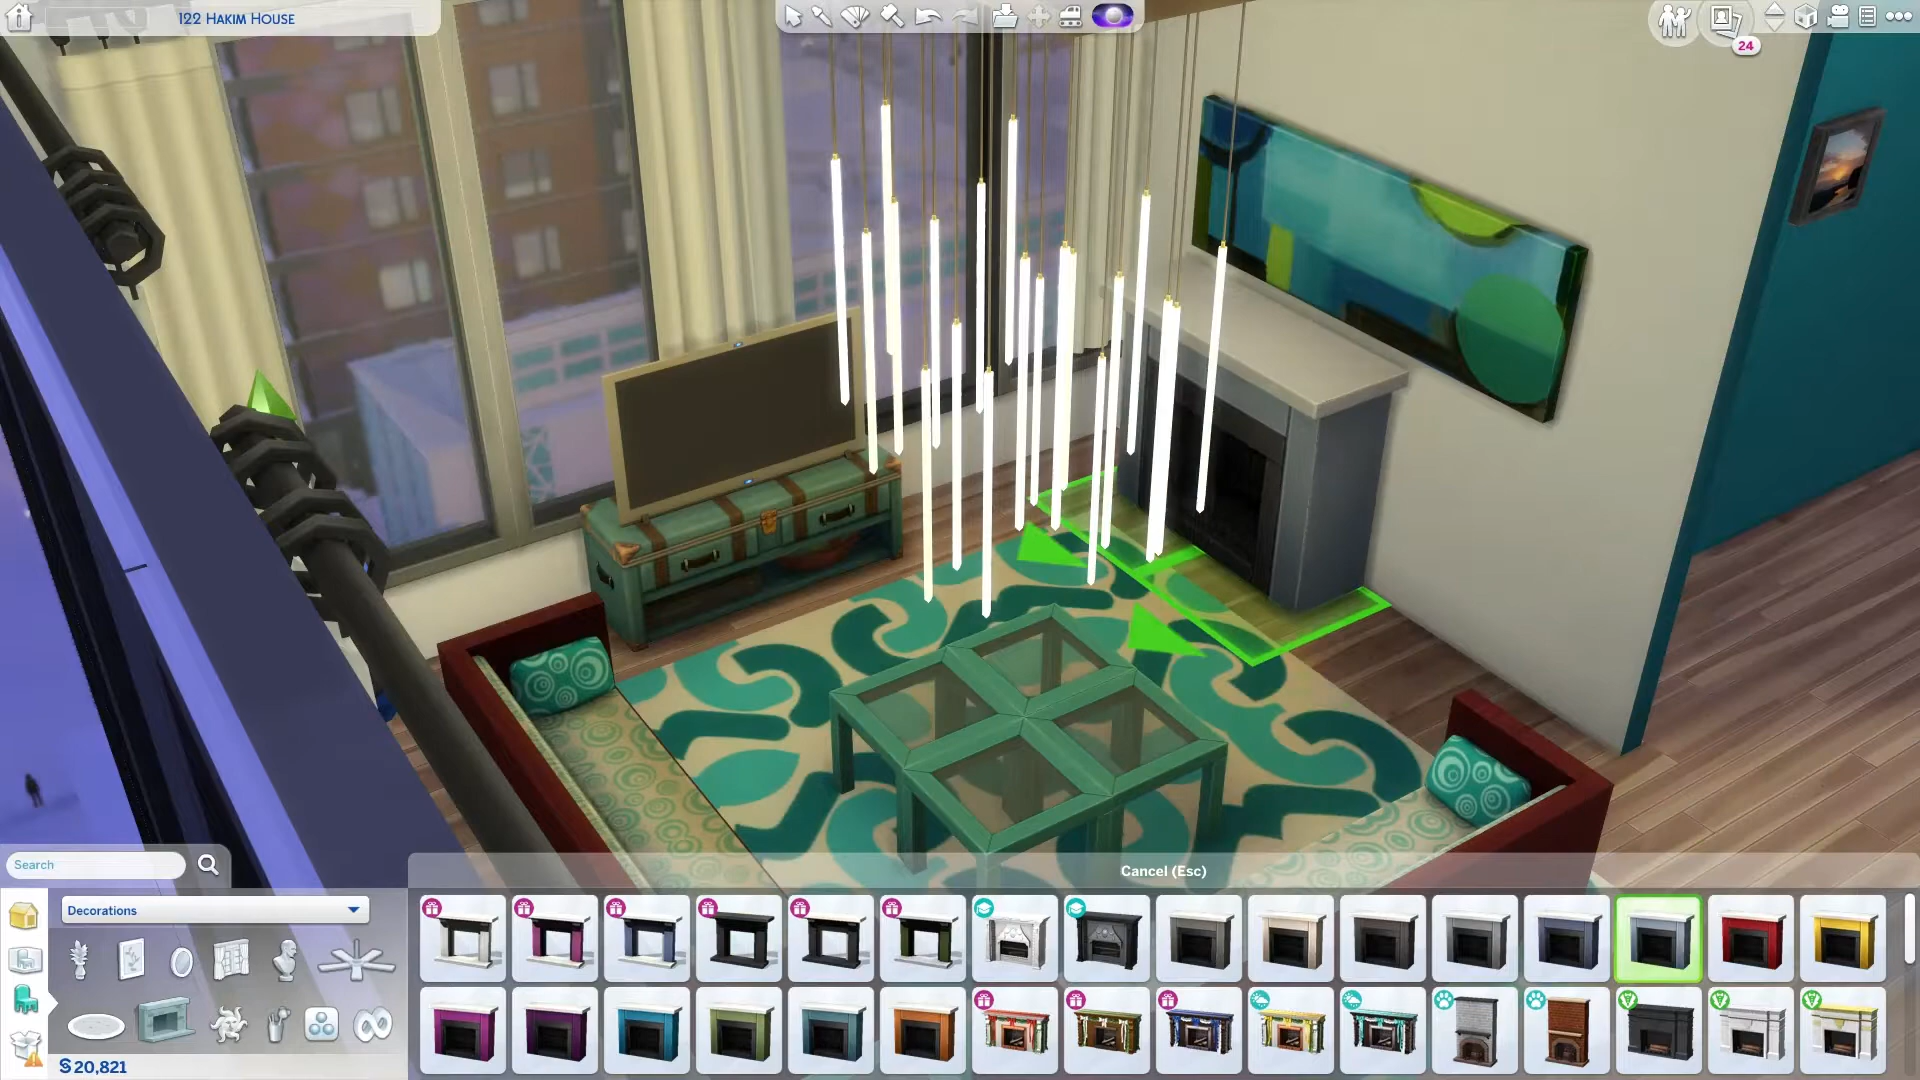 122 Hakim House
24
Search
Cancel (Esc)
Decorations
§20,821